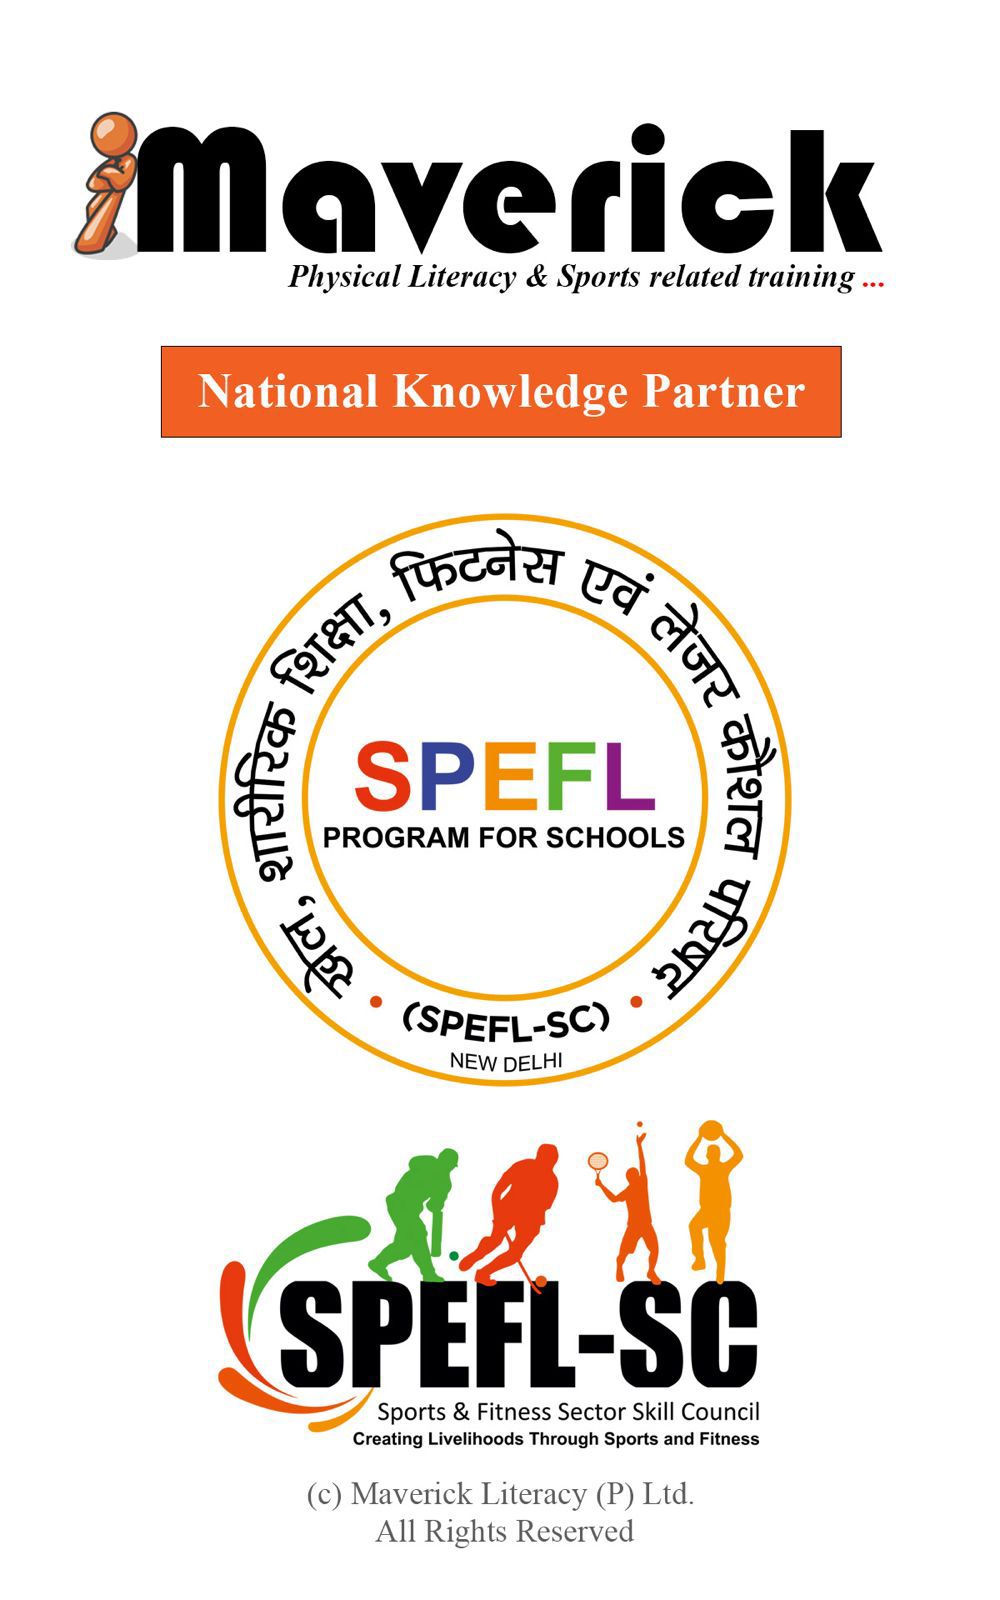 Maverick
Physical Literacy & Sports related training ...
National Knowledge Partner
खेल, शारीरिक शिक्षा, फिटनेस एवं लेजर कौशल परिषद
SPEFL
PROGRAM FOR SCHOOLS
(SPEFL-SC)
NEW DELHI
SPEFL-SC
Sports & Fitness Sector Skill Council
Creating Livelihoods Through Sports and Fitness
(c) Maverick Literacy (P) Ltd.
All Rights Reserved